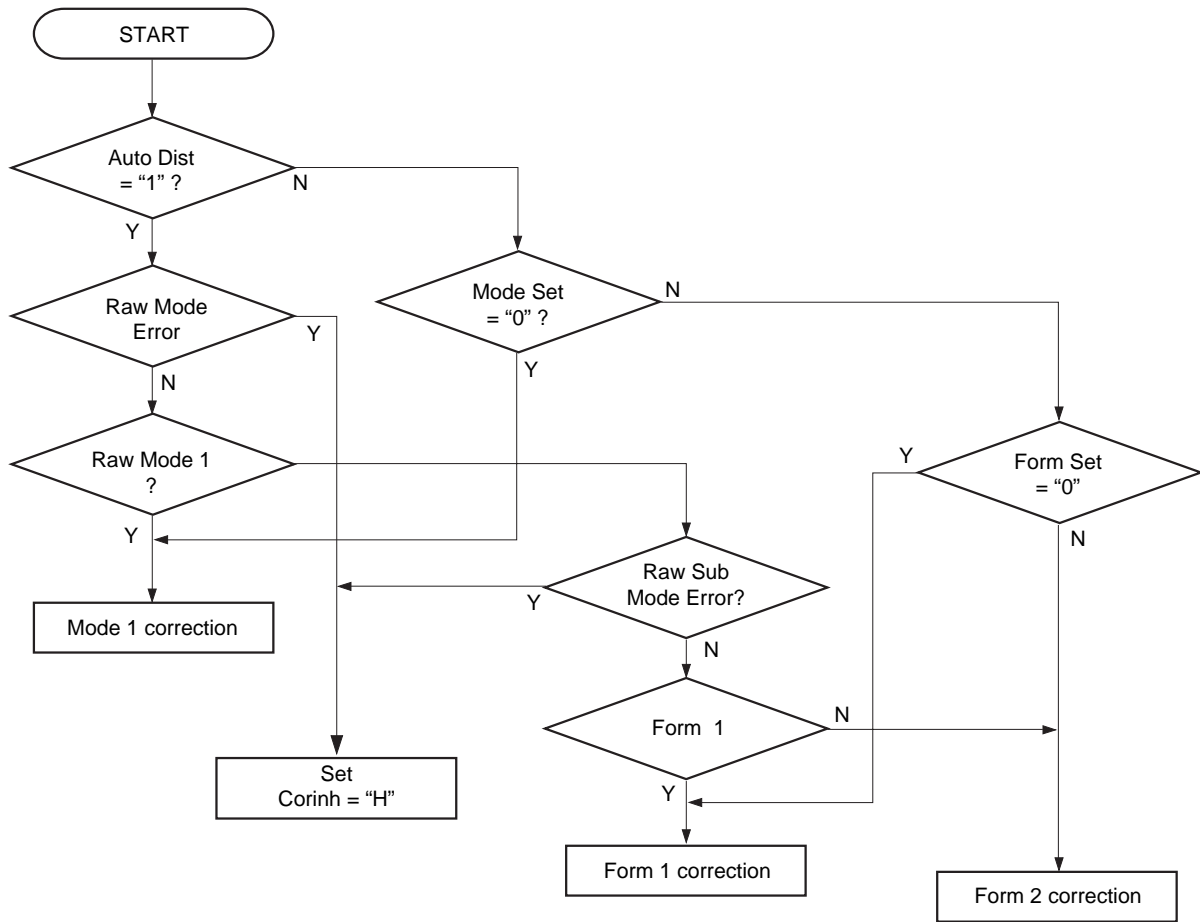 START
Auto Dist
= “1” ?
N
Y
Mode Set
= “0” ?
N
Y
Raw Mode
Error
Y
N
Raw Mode 1
?
Y
Form Set
= “0”
Y
N
Raw Sub
Mode Error?
Y
N
Mode 1 correction
Form 1
N
Y
Set
Corinh = “H”
Form 1 correction
Form 2 correction